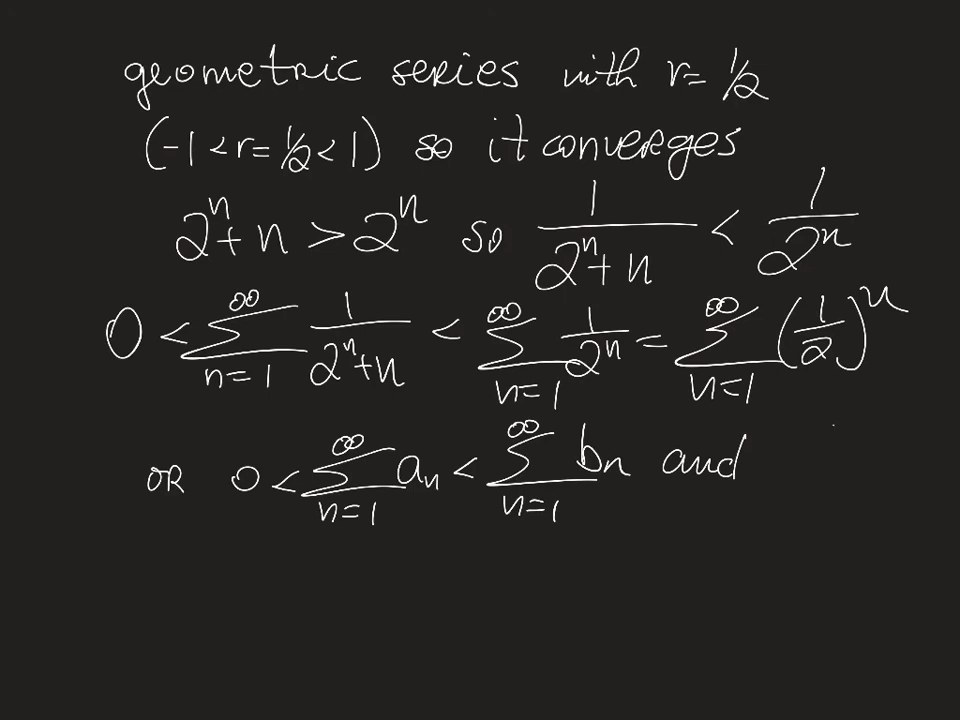 geometric series with r = 1/2
(-1 < r = 1/2 < 1) so it converges
2^n + n > 2^n so 1/(2^n + n) < 1/2^n
0 < ∑_{n=1}^{∞} 1/(2^n + n) < ∑_{n=1}^{∞} 1/2^n = ∑_{n=1}^{∞} (1/2)^n
OR 0 < ∑_{n=1}^{∞} a_n < ∑_{n=1}^{∞} b_n and